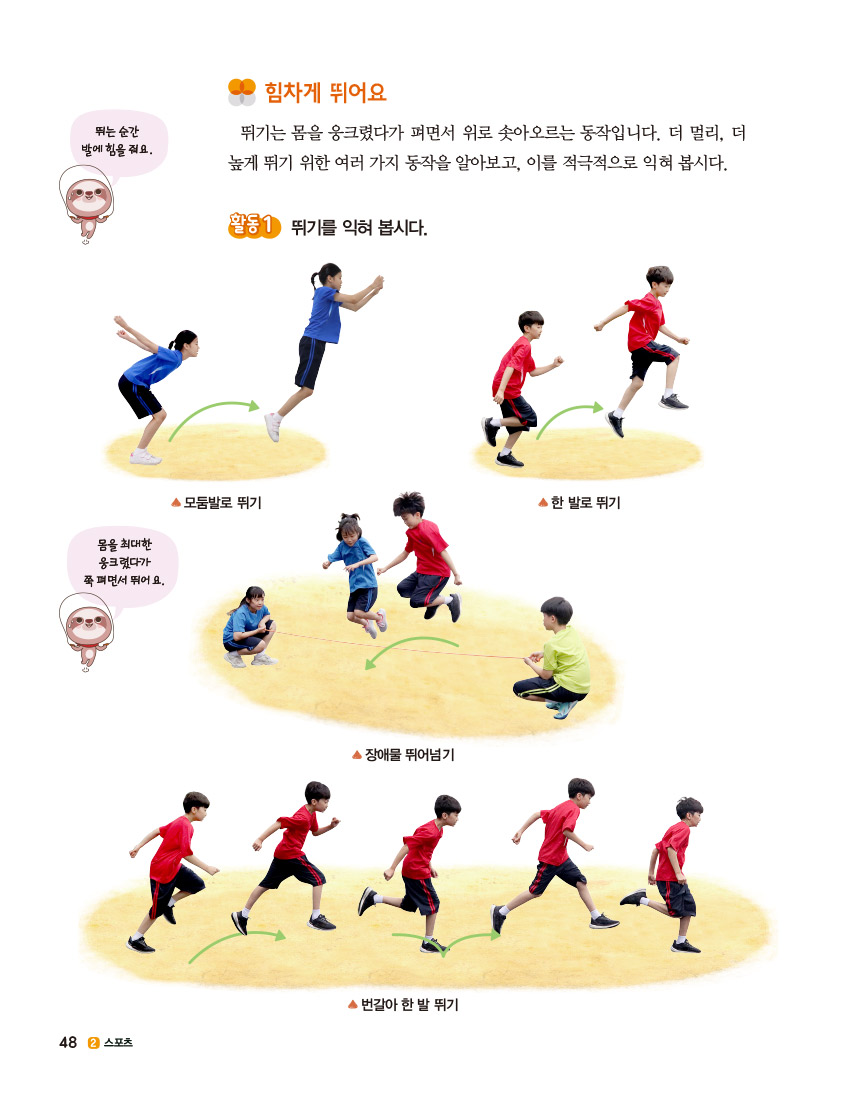 힘차게 뛰어요
뛰는 순간
발에 힘을 줘요.
뛰기는 몸을 웅크렸다가 펴면서 위로 솟아오르는 동작입니다. 더 멀리, 더
높게 뛰기 위한 여러 가지 동작을 알아보고, 이를 적극적으로 익혀 봅시다.
활동1 뛰기를 익혀 봅시다.
▲ 모둠발로 뛰기
▲ 한 발로 뛰기
몸을 최대한
웅크렸다가
쭉 펴면서 뛰어요.
▲ 장애물 뛰어넘기
▲ 번갈아 한 발 뛰기
48 2 스포츠